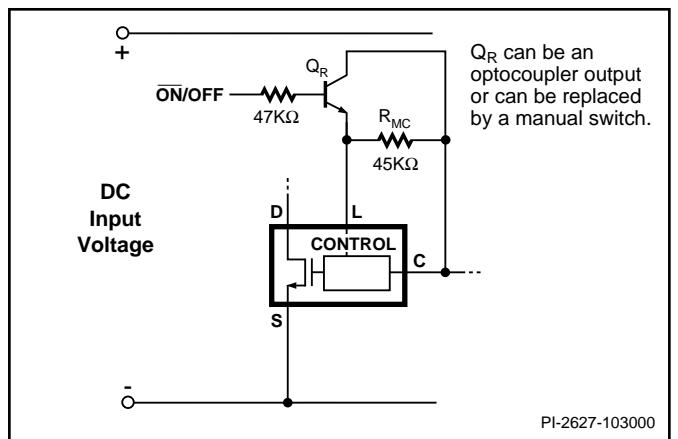 +
Q_R
O̅N̅/OFF
47KΩ
R_MC
45KΩ
Q_R can be an
optocoupler output
or can be replaced
by a manual switch.
DC
Input
Voltage
D
L
CONTROL
C
S
-
PI-2627-103000